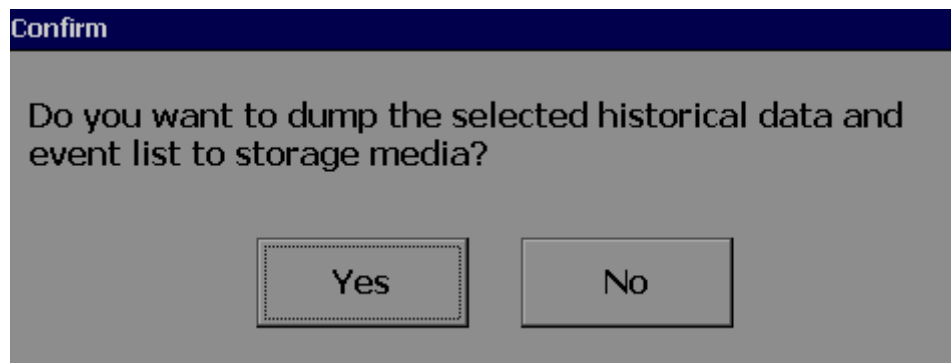 Confirm
Do you want to dump the selected historical data and
event list to storage media?
Yes
No